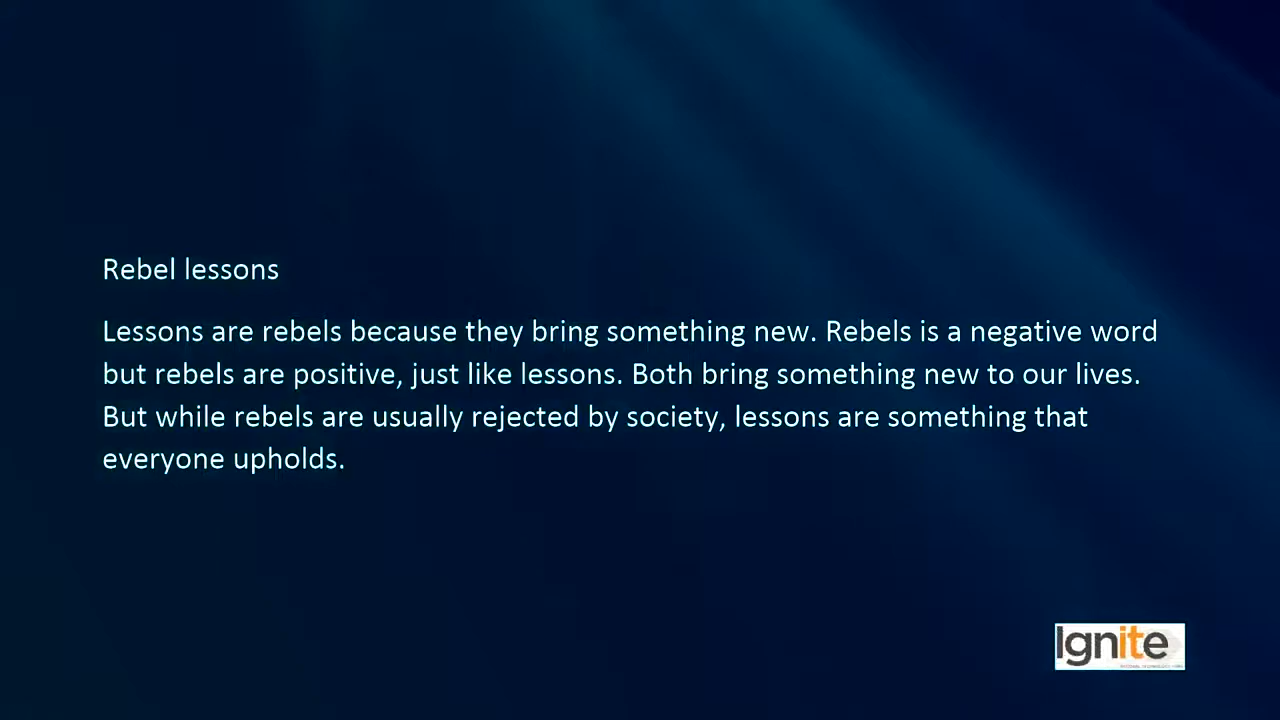 Rebel lessons
Lessons are rebels because they bring something new. Rebels is a negative word
but rebels are positive, just like lessons. Both bring something new to our lives.
But while rebels are usually rejected by society, lessons are something that
everyone upholds.
Ignite